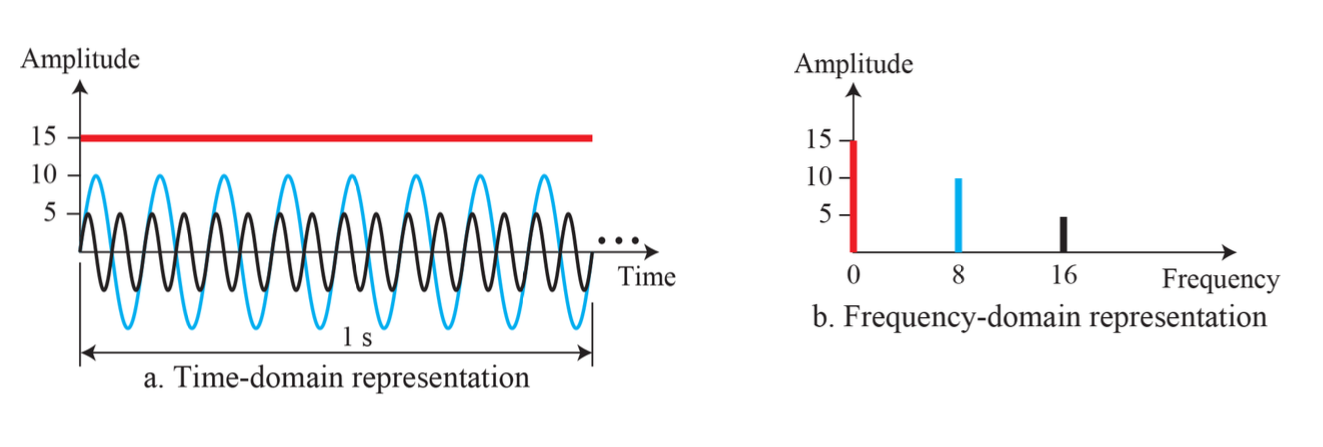 Amplitude
15
10
5
Time
1 s
a. Time-domain representation
Amplitude
15
10
5
0 8 16
Frequency
b. Frequency-domain representation